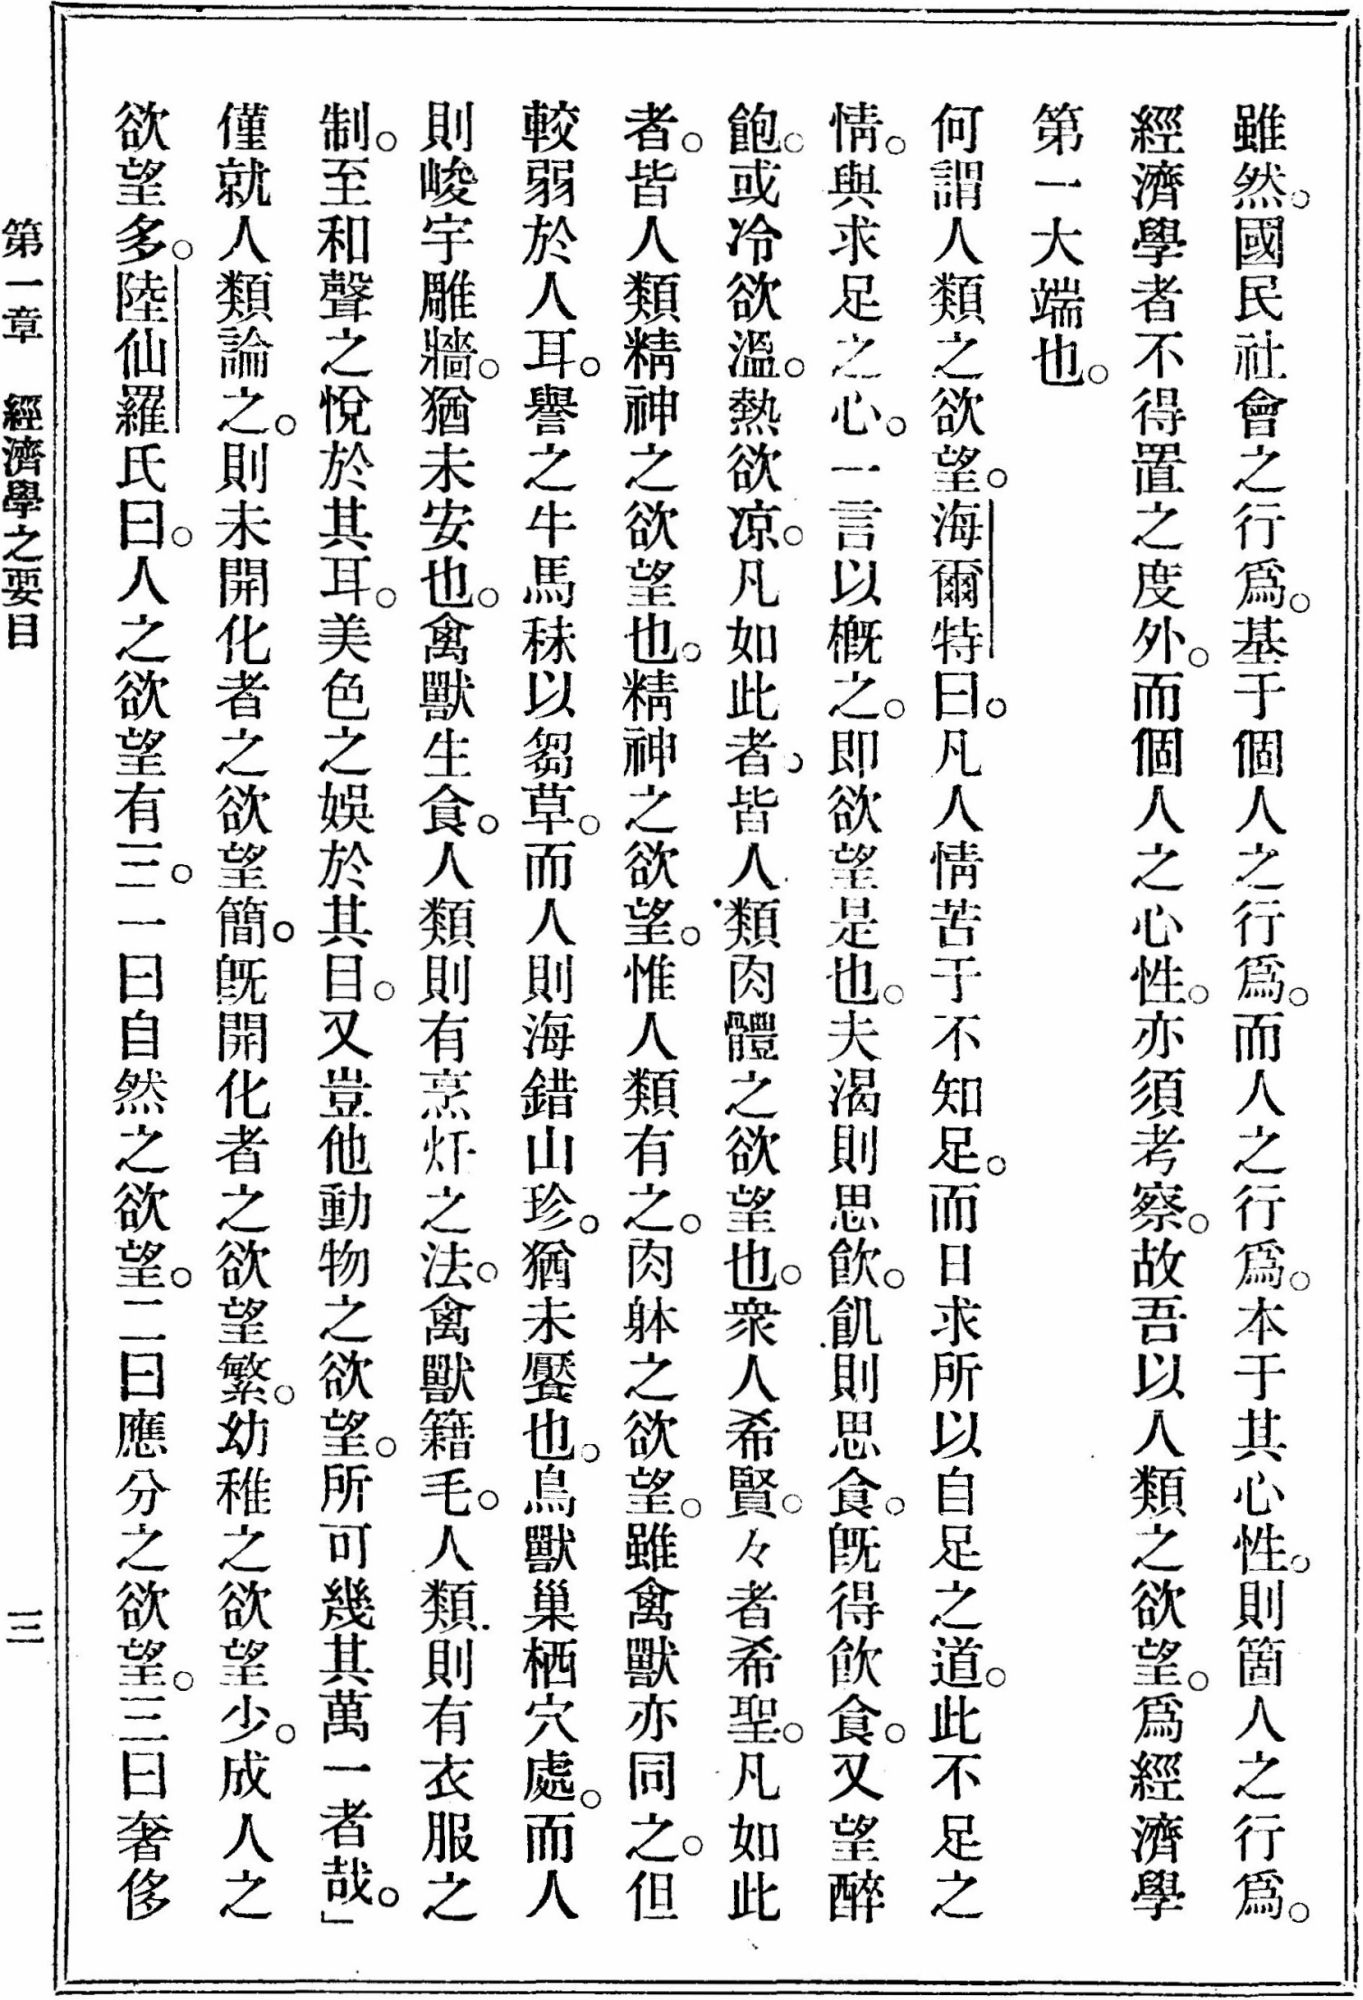 雖然。國民社會之行爲。基于個人之行爲。而人之行爲。本于其心性。則箇人之行爲。
經濟學者不得置之度外。而個人之心性。亦須考察。故吾以人類之欲望。爲經濟學
第一大端也。
何謂人類之欲望。海爾特曰。凡人情苦于不知足。而日求所以自足之道。此不足之
情。與求足之心。一言以概之。即欲望是也。夫渴則思飮。飢則思食。旣得飮食。又望醉
飽。或冷欲溫。熱欲凉。凡如此者。皆人類肉體之欲望也。衆人希賢。々者希聖。凡如此
者。皆人類精神之欲望也。精神之欲望。惟人類有之。肉躰之欲望。雖禽獸亦同之。但
較弱於人耳。譽之牛馬秣以芻草。而人則海錯山珍。猶未饜也。鳥獸巢栖穴處。而人
則峻宇雕牆。猶未安也。禽獸生食。人類則有烹炘之法。禽獸籍毛。人類則有衣服之
制。至和聲之悅於其耳。美色之娛於其目。又豈他動物之欲望。所可幾其萬一者哉。」
僅就人類論之。則未開化者之欲望簡。旣開化者之欲望繁。幼稚之欲望少。成人之
欲望多。陸仙羅氏曰。人之欲望有三。一曰自然之欲望。二曰應分之欲望。三曰奢侈
第一章 經濟學之要目 三